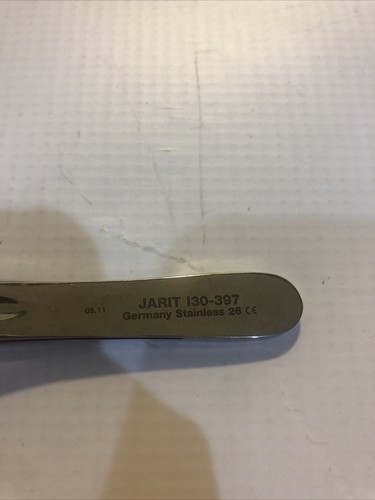 JARIT 130-397
05.11
Germany Stainless 26 CE